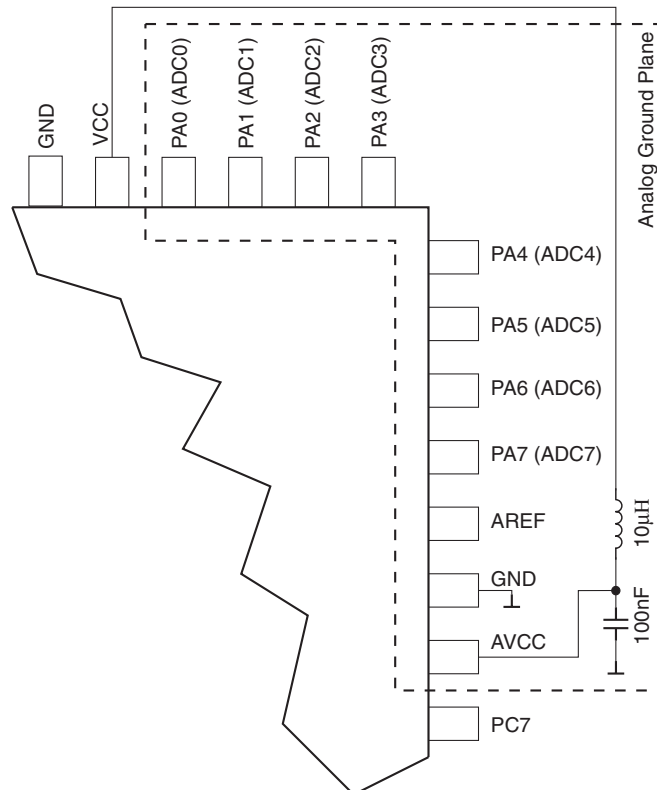 GND
VCC
PA0 (ADC0)
PA1 (ADC1)
PA2 (ADC2)
PA3 (ADC3)
Analog Ground Plane
PA4 (ADC4)
PA5 (ADC5)
PA6 (ADC6)
PA7 (ADC7)
AREF
10µH
GND
100nF
AVCC
PC7